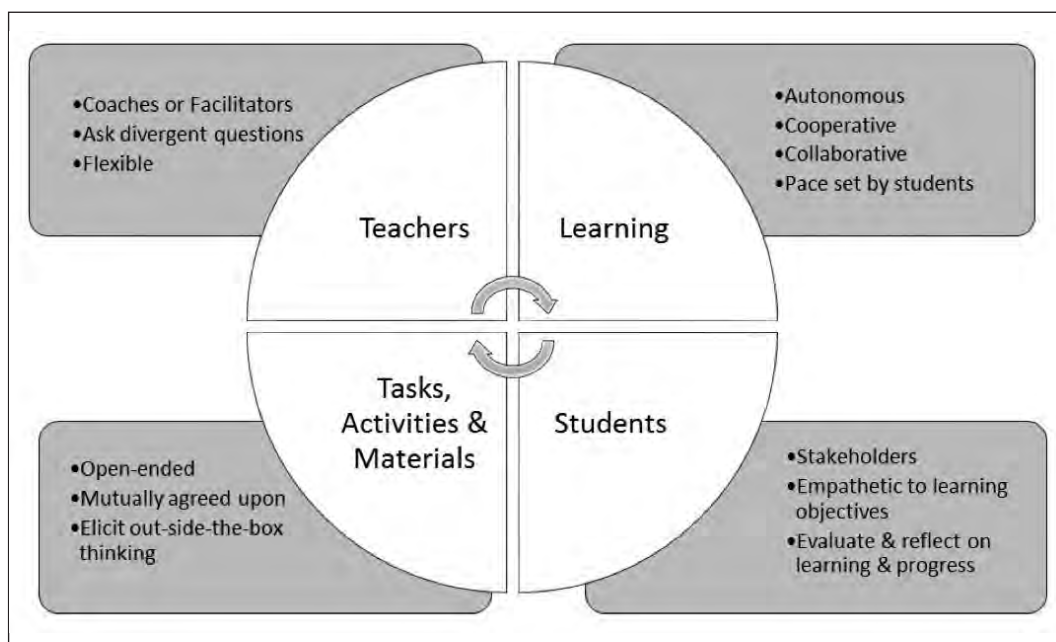 •Coaches or Facilitators
•Ask divergent questions
•Flexible
Teachers
•Autonomous
•Cooperative
•Collaborative
•Pace set by students
Learning
Tasks,
Activities &
Materials
•Open-ended
•Mutually agreed upon
•Elicit out-side-the-box
thinking
Students
•Stakeholders
•Empathetic to learning
objectives
•Evaluate & reflect on
learning & progress